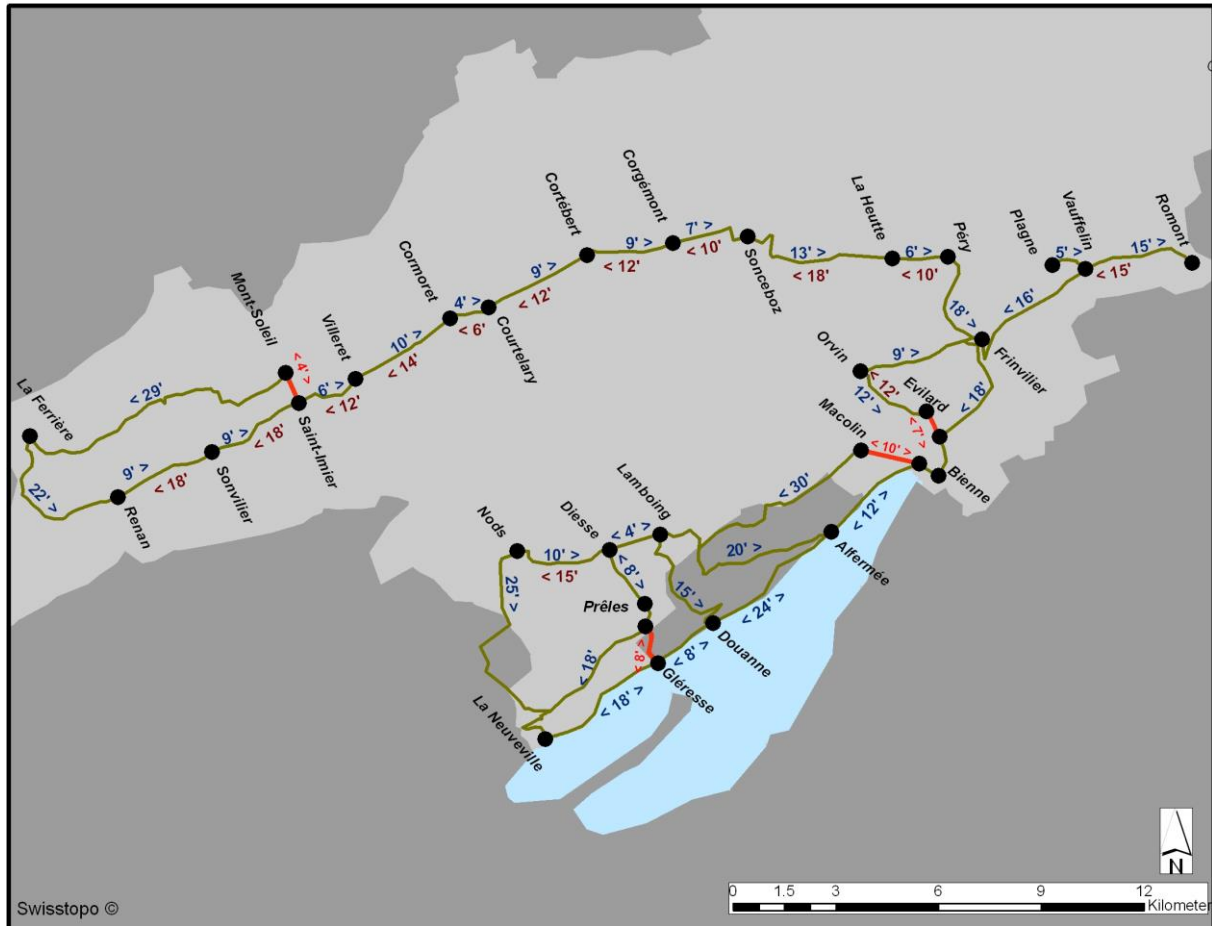 Corgémont
Cortébert
La Heutte
Péry
Plagne
Vauffelin
Romont
7' >
9' >
< 10'
< 12'
Sonceboz
13' >
< 18'
6' >
< 10'
5' >
15' >
< 15'
Cormoret
9' >
< 12'
4' >
< 6'
Courtelary
Mont-Soleil
Villeret
10' >
< 14'
18' >
< 16'
Frinvilier
Orvin
9' >
< 4' >
6' >
< 12'
La Ferrière
< 29'
Saint-Imier
< 12'
12' >
Evilard
< 18'
< 7' >
Macolin
< 10' >
Bienne
9' >
< 18'
Sonvilier
9' >
< 18'
22' >
Renan
Lamboing
< 30'
Diesse
Nods
< 4' >
20' >
< 12' >
Alfermée
10' >
< 15'
< 8' >
25' >
15' >
Prêles
< 24'
Douanne
< 18'
< 8' >
< 8' >
Gléresse
< 18' >
La Neuveville
N
0 1.5 3 6 9 12
Kilometer
Swisstopo ©